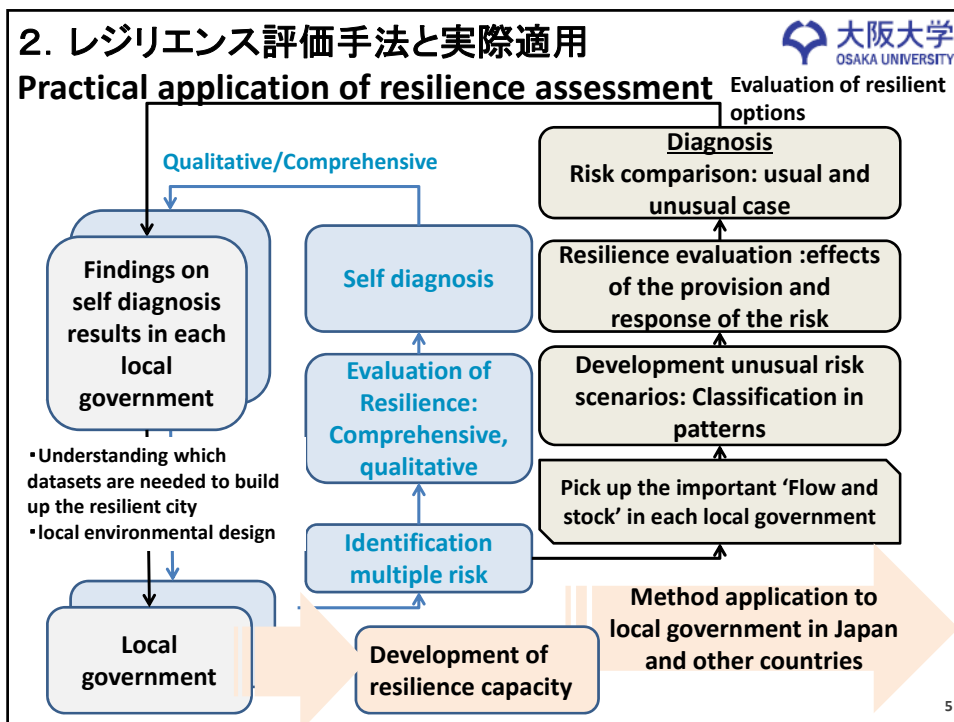 ２．レジリエンス評価手法と実際適用
大阪大学
OSAKA UNIVERSITY
Practical application of resilience assessment
Evaluation of resilient
options
Qualitative/Comprehensive
Diagnosis
Risk comparison: usual and
unusual case
Findings on
self diagnosis
results in each
local
government
Self diagnosis
Resilience evaluation :effects
of the provision and
response of the risk
Evaluation of
Resilience:
Comprehensive,
qualitative
Development unusual risk
scenarios: Classification in
patterns
・Understanding which
datasets are needed to build
up the resilient city
・local environmental design
Pick up the important ‘Flow and
stock’ in each local government
Identification
multiple risk
Local
government
Development of
resilience capacity
Method application to
local government in Japan
and other countries
5